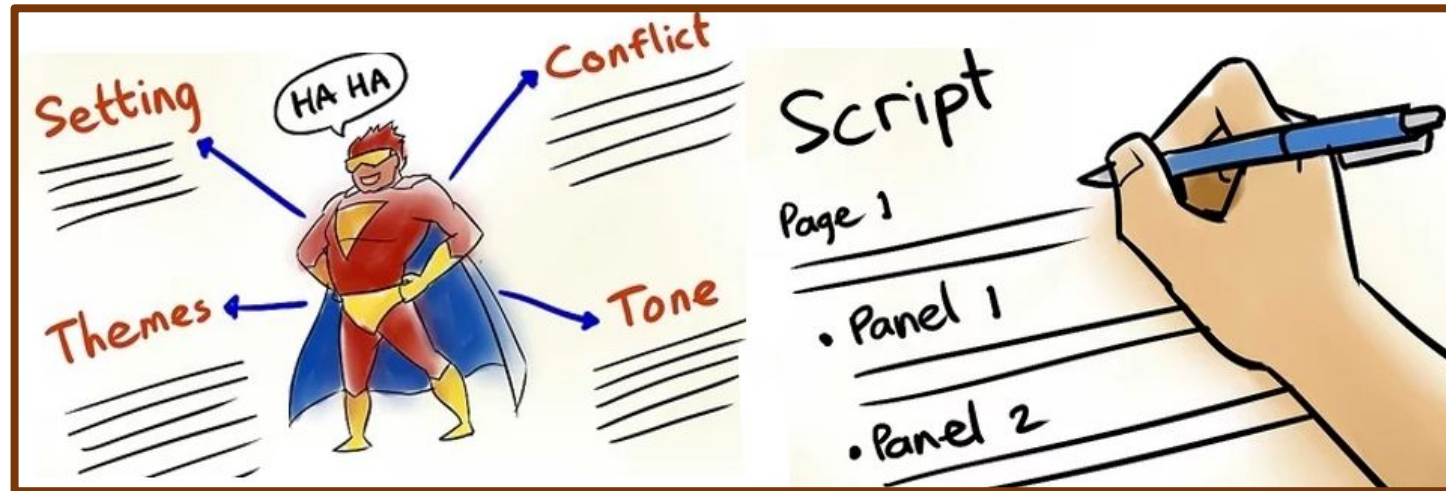 Setting
HA HA
Conflict
Themes
Tone
Script
Page 1
• Panel 1
• Panel 2